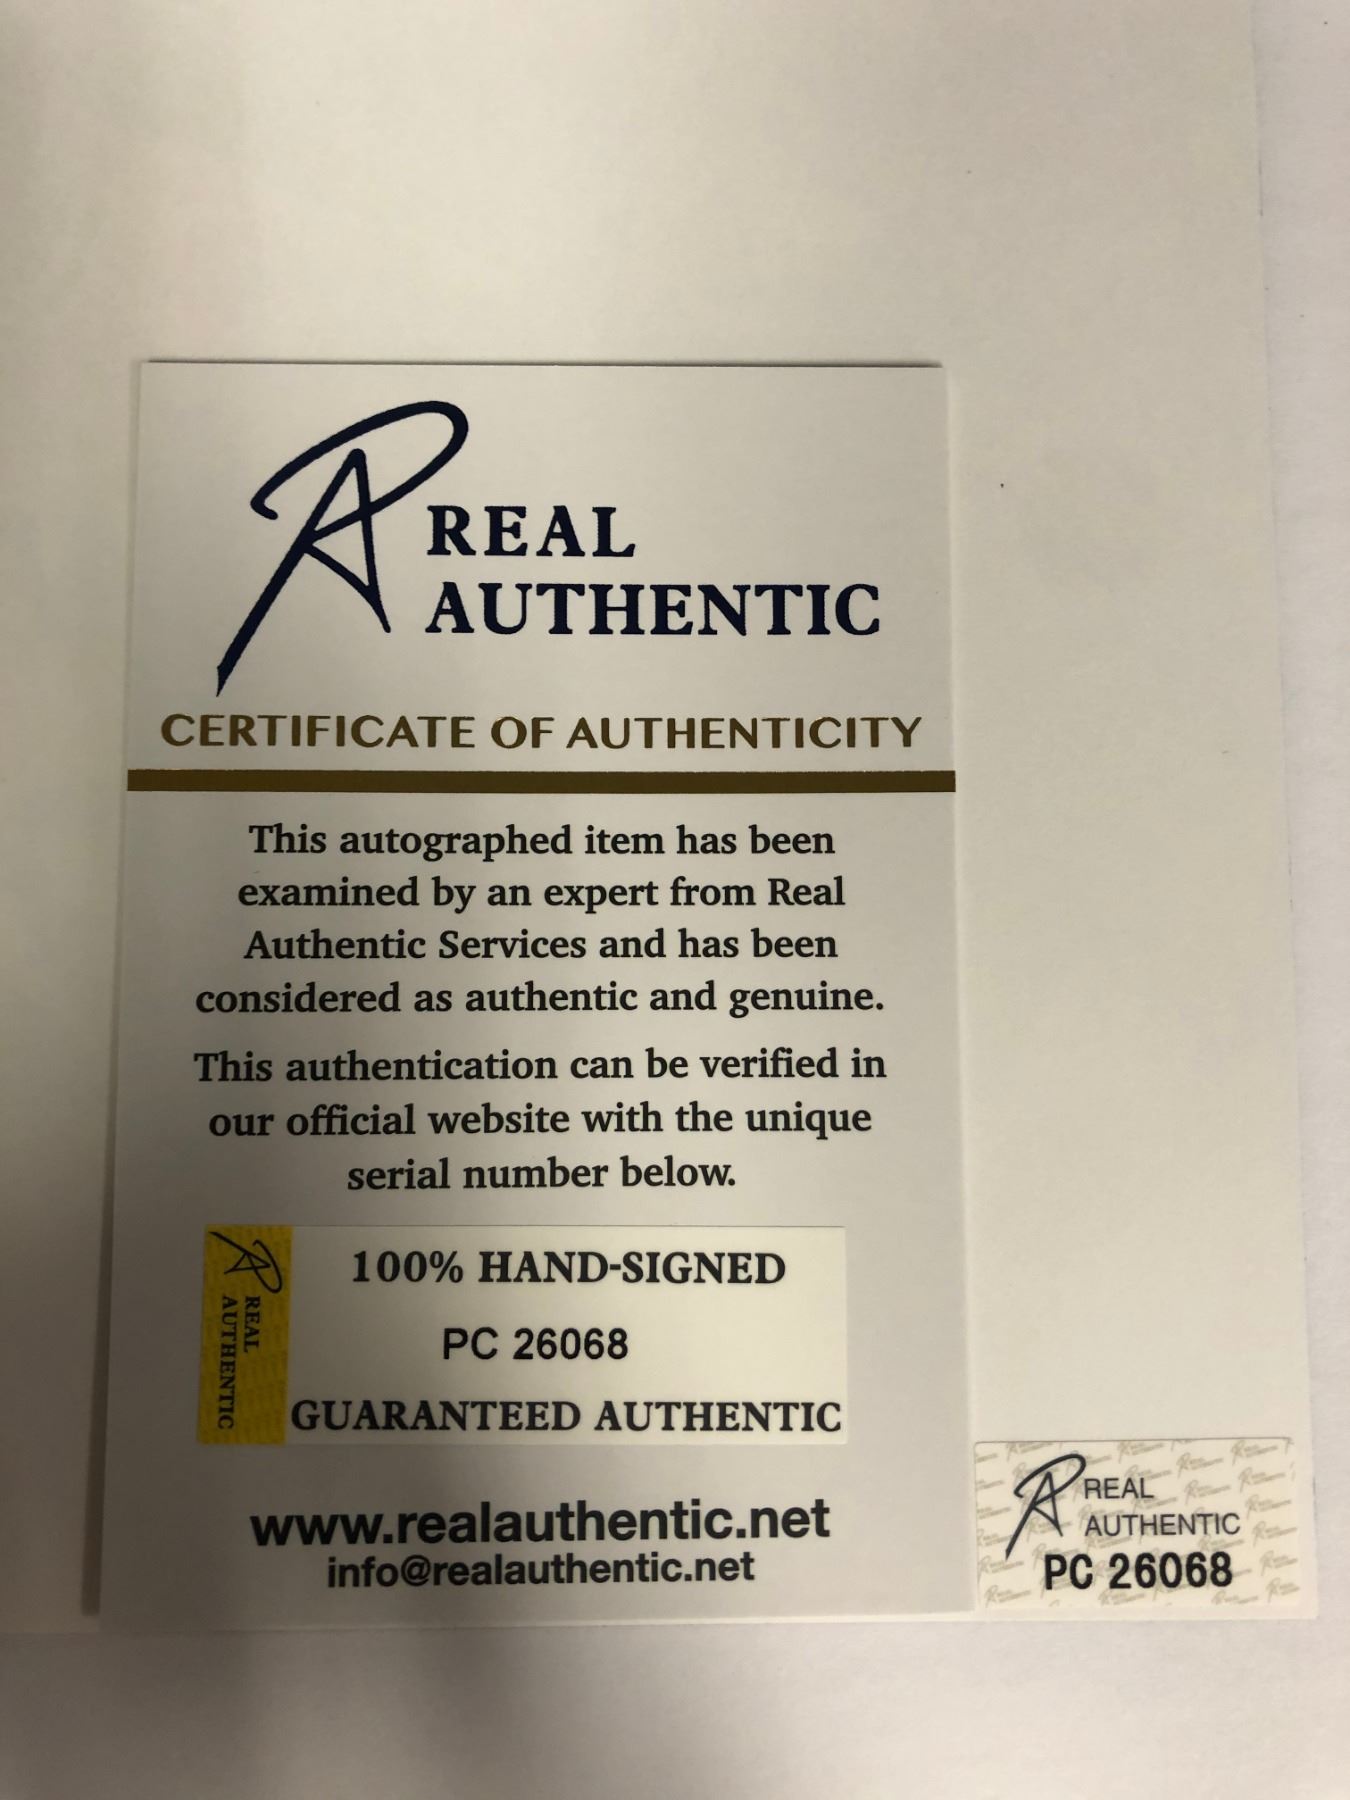 REAL
AUTHENTIC
CERTIFICATE OF AUTHENTICITY
This autographed item has been
examined by an expert from Real
Authentic Services and has been
considered as authentic and genuine.
This authentication can be verified in
our official website with the unique
serial number below.
REAL
AUTHENTIC
100% HAND-SIGNED
PC 26068
GUARANTEED AUTHENTIC
www.realauthentic.net
info@realauthentic.net
REAL
AUTHENTIC
PC 26068